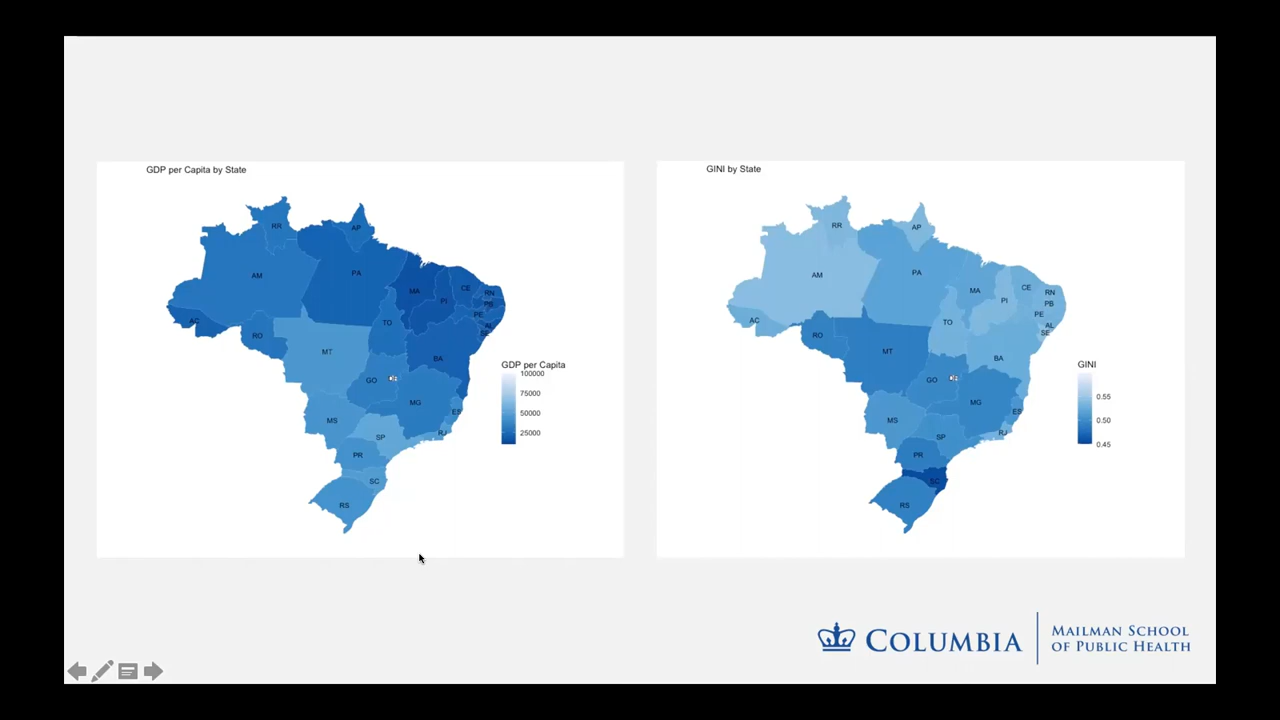 GDP per Capita by State
RR
AP
AM
PA
MA
CE
RN
PI
PB
PE
AC
TO
AL
SE
RO
BA
MT
GO
MG
MS
ES
SP
RJ
PR
SC
RS
GDP per Capita
100000
75000
50000
25000
GINI by State
RR
AP
AM
PA
MA
CE
RN
PI
PB
PE
AC
TO
AL
SE
RO
BA
MT
GO
MG
MS
ES
SP
RJ
PR
SC
RS
GINI
0.55
0.50
0.45
COLUMBIA
MAILMAN SCHOOL
OF PUBLIC HEALTH